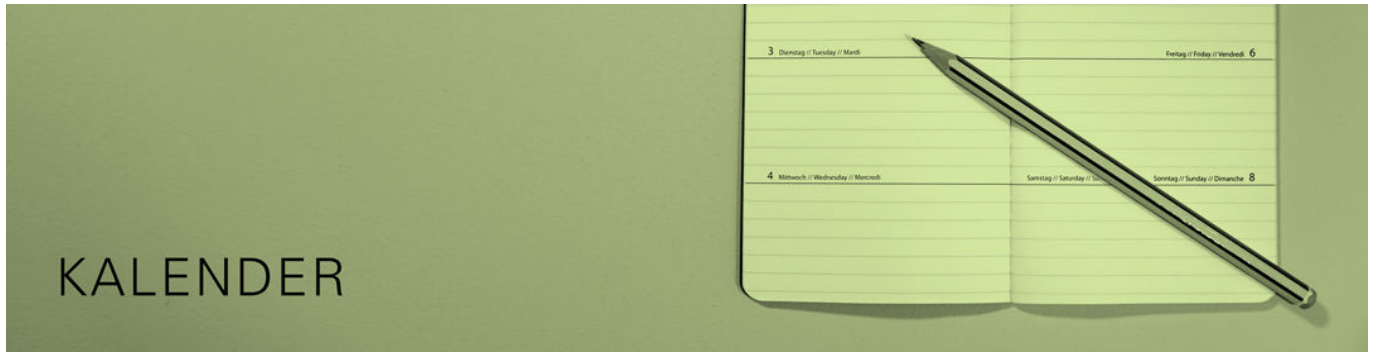 3 Dienstag // Tuesday // Mardi
Freitag // Friday // Vendredi 6
4 Mittwoch // Wednesday // Mercredi
Samstag // Saturday //
Sonntag // Sunday // Dimanche 8
KALENDER